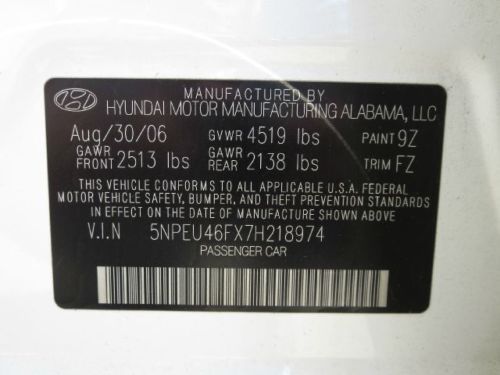 MANUFACTURED BY
HYUNDAI MOTOR MANUFACTURING ALABAMA, LLC
Aug/30/06 GVWR 4519 lbs PAINT 9Z
GAWR FRONT 2513 lbs GAWR REAR 2138 lbs TRIM FZ
THIS VEHICLE CONFORMS TO ALL APPLICABLE U.S.A. FEDERAL
MOTOR VEHICLE SAFETY, BUMPER, AND THEFT PREVENTION STANDARDS
IN EFFECT ON THE DATE OF MANUFACTURE SHOWN ABOVE.
V.I.N 5NPEU46FX7H218974
PASSENGER CAR